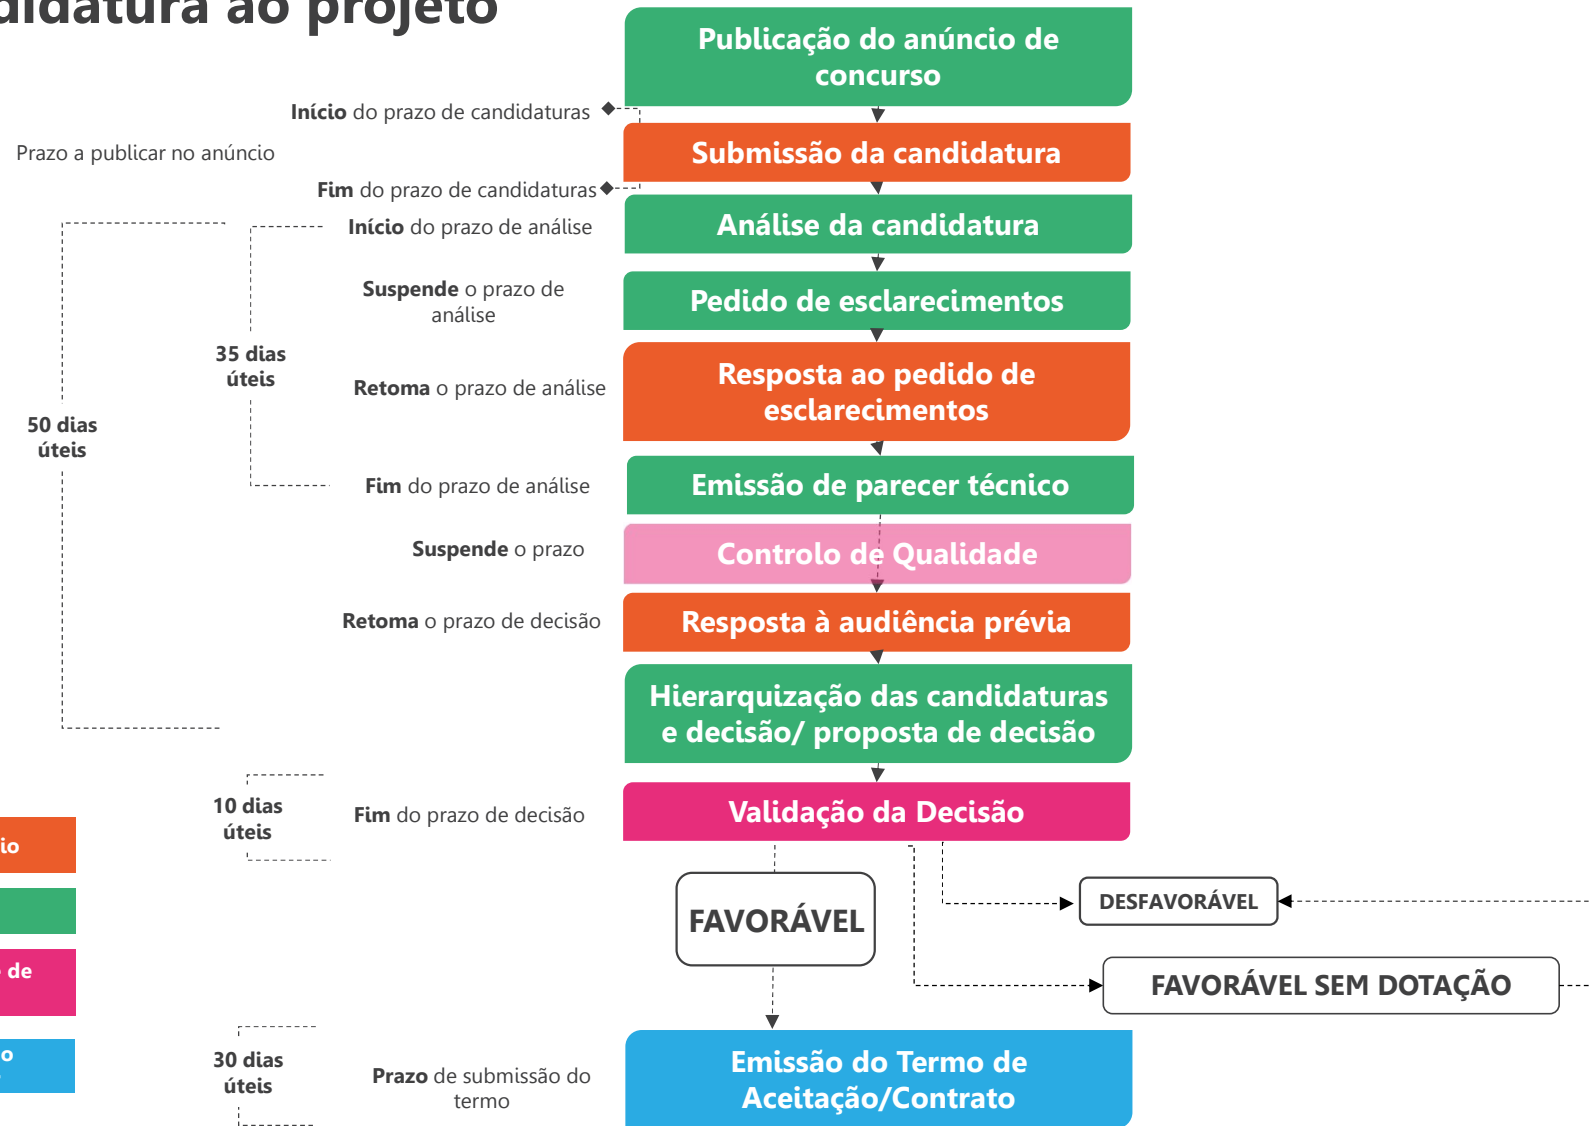 ao projeto
Publicação do anúncio de
concurso
Início do prazo de candidaturas
Prazo a publicar no anúncio
Submissão da candidatura
Fim do prazo de candidaturas
Início do prazo de análise
Análise da candidatura
Suspende o prazo de
análise
Pedido de esclarecimentos
35 dias
úteis
Retoma o prazo de análise
Resposta ao pedido de
esclarecimentos
50 dias
úteis
Fim do prazo de análise
Emissão de parecer técnico
Suspende o prazo
Controlo de Qualidade
Retoma o prazo de decisão
Resposta à audiência prévia
Hierarquização das candidaturas
e decisão/ proposta de decisão
10 dias
úteis
Fim do prazo de decisão
Validação da Decisão
FAVORÁVEL
DESFAVORÁVEL
FAVORÁVEL SEM DOTAÇÃO
de
30 dias
úteis
Prazo de submissão do
termo
Emissão do Termo de
Aceitação/Contrato